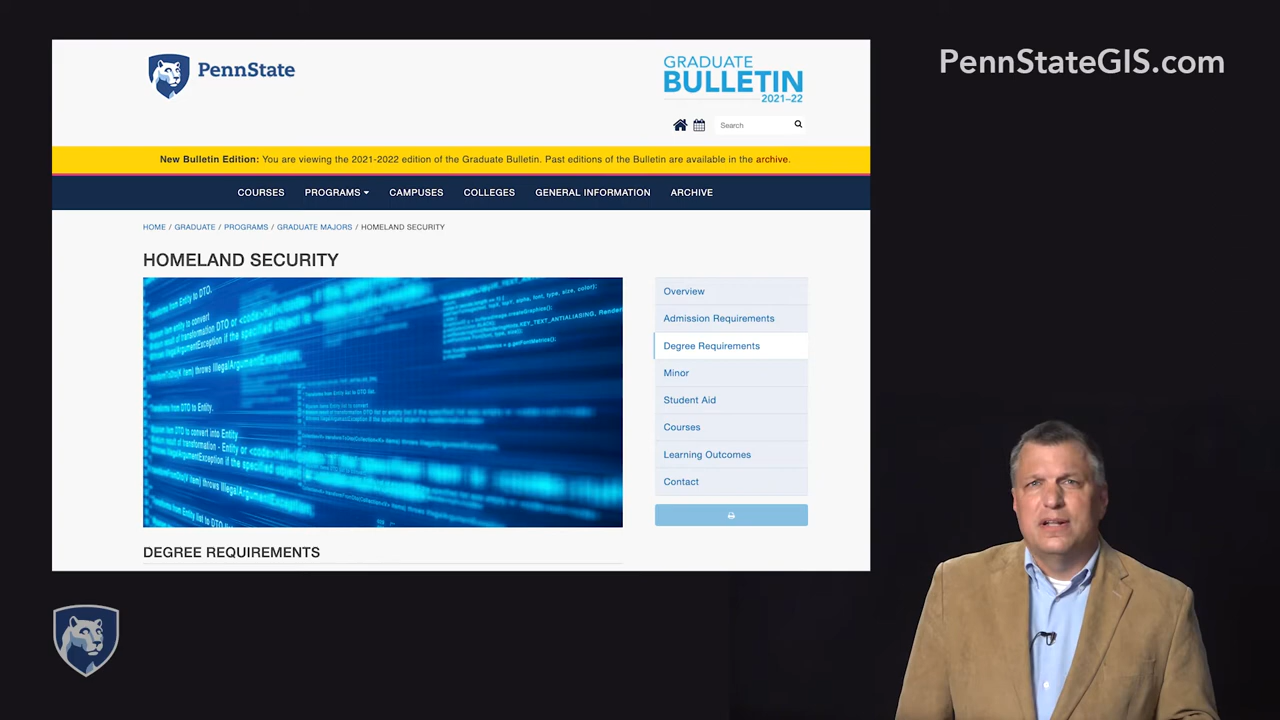 PennStateGIS.com
PennState
GRADUATE
BULLETIN
2021–22
Search
New Bulletin Edition: You are viewing the 2021-2022 edition of the Graduate Bulletin. Past editions of the Bulletin are available in the archive.
COURSES PROGRAMS CAMPUSES COLLEGES GENERAL INFORMATION ARCHIVE
HOME / GRADUATE / PROGRAMS / GRADUATE MAJORS / HOMELAND SECURITY
HOMELAND SECURITY
Overview
Admission Requirements
Degree Requirements
Minor
Student Aid
Courses
Learning Outcomes
Contact
DEGREE REQUIREMENTS